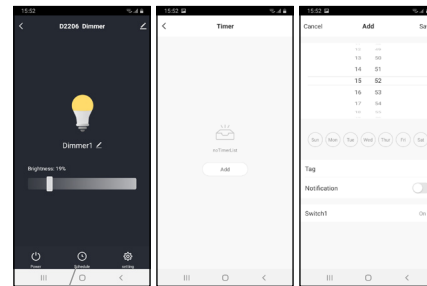 15:52
D2206 Dimmer
Dimmer1
Brightness: 19%
Power
Schedule
setting
15:52
Timer
noTimerList
Add
15:52
Cancel
Add
13
14 51
15 52
16 53
17 54
Sun Mon Tue Wed Thu Fri Sat
Tag
Notification
Switch1
On